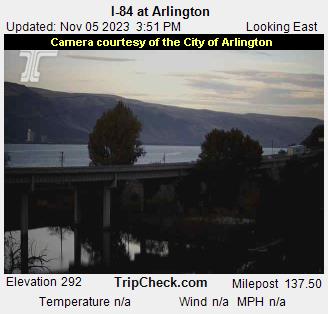 I-84 at Arlington
Updated: Nov 05 2023 3:51 PM Looking East
Camera courtesy of the City of Arlington
Elevation 292 TripCheck.com Milepost 137.50
Temperature n/a Wind n/a MPH n/a